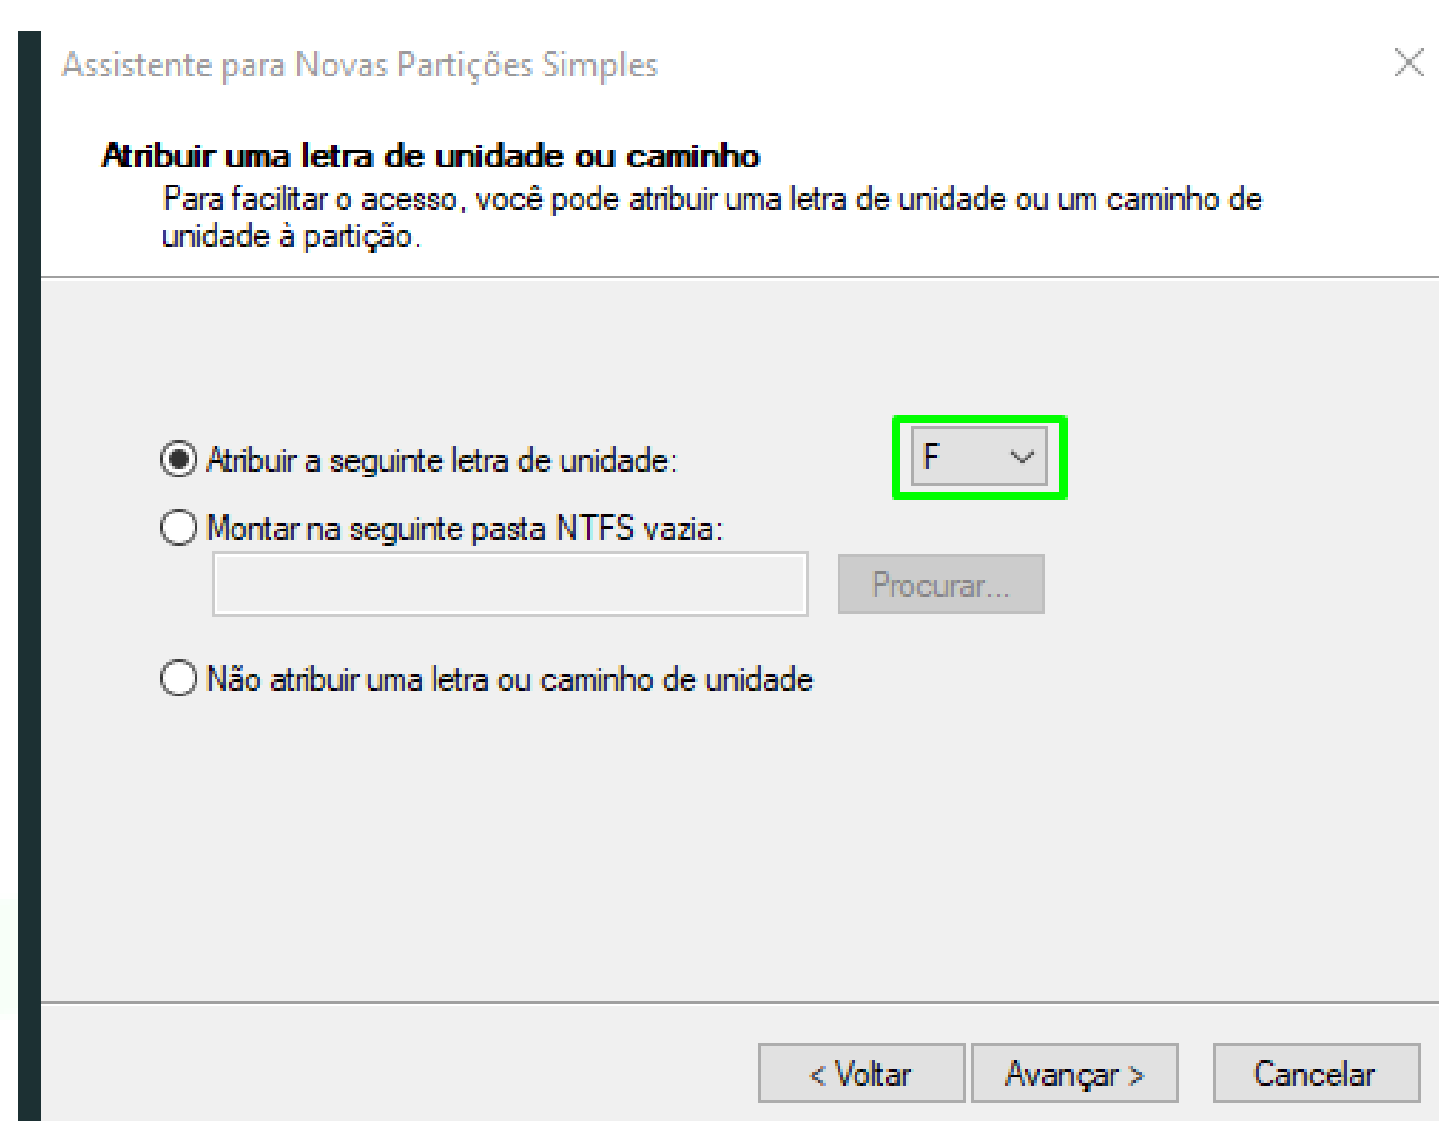 Assistente para Novas Partições Simples
Atribuir uma letra de unidade ou caminho
Para facilitar o acesso, você pode atribuir uma letra de unidade ou um caminho de
unidade à partição.
Atribuir a seguinte letra de unidade: F
Montar na seguinte pasta NTFS vazia:
Procurar...
Não atribuir uma letra ou caminho de unidade
< Voltar Avançar > Cancelar